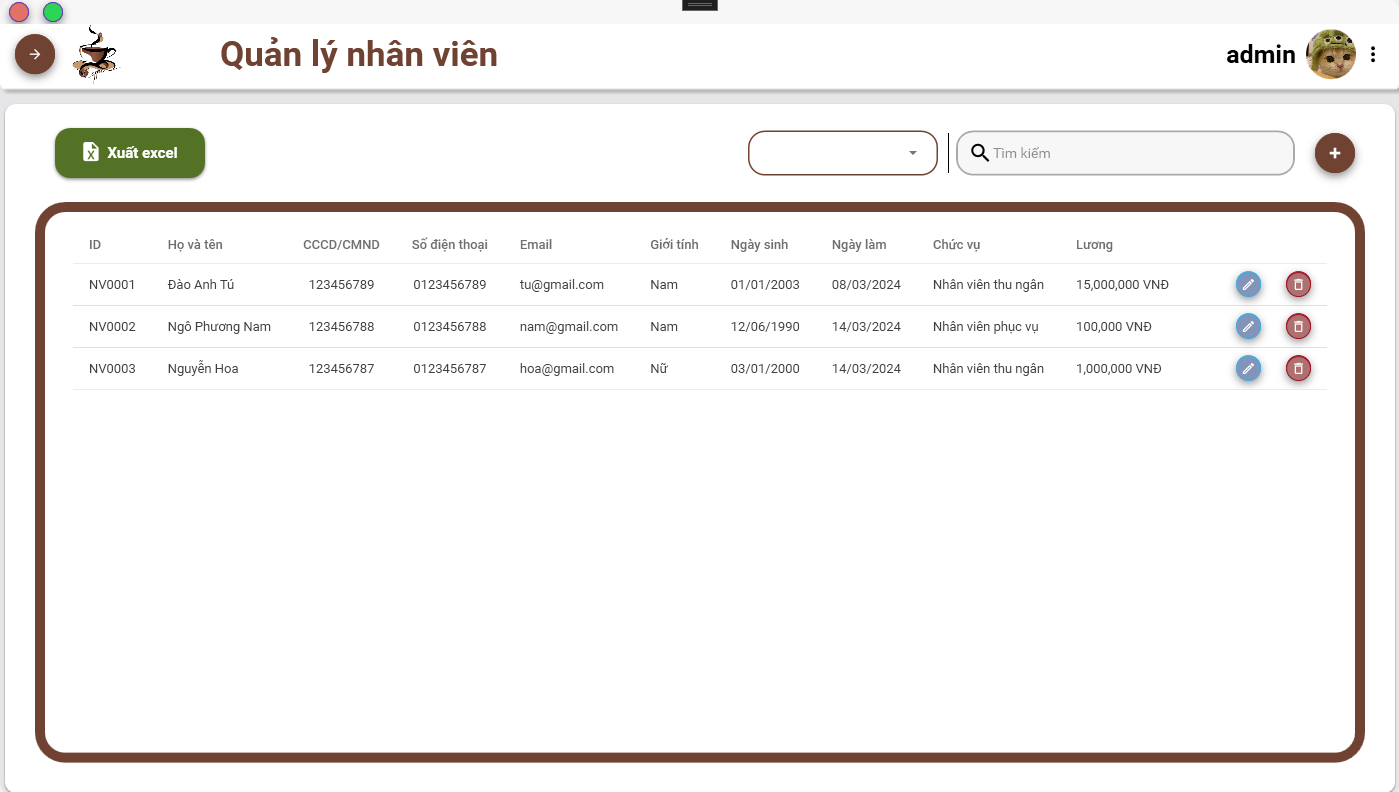 Quản lý nhân viên
admin
Xuất excel
Tìm kiếm
ID Họ và tên CCCD/CMND Số điện thoại Email Giới tính Ngày sinh Ngày làm Chức vụ Lương
NV0001 Đào Anh Tú 123456789 0123456789 tu@gmail.com Nam 01/01/2003 08/03/2024 Nhân viên thu ngân 15,000,000 VNĐ
NV0002 Ngô Phương Nam 123456788 0123456788 nam@gmail.com Nam 12/06/1990 14/03/2024 Nhân viên phục vụ 100,000 VNĐ
NV0003 Nguyễn Hoa 123456787 0123456787 hoa@gmail.com Nữ 03/01/2000 14/03/2024 Nhân viên thu ngân 1,000,000 VNĐ